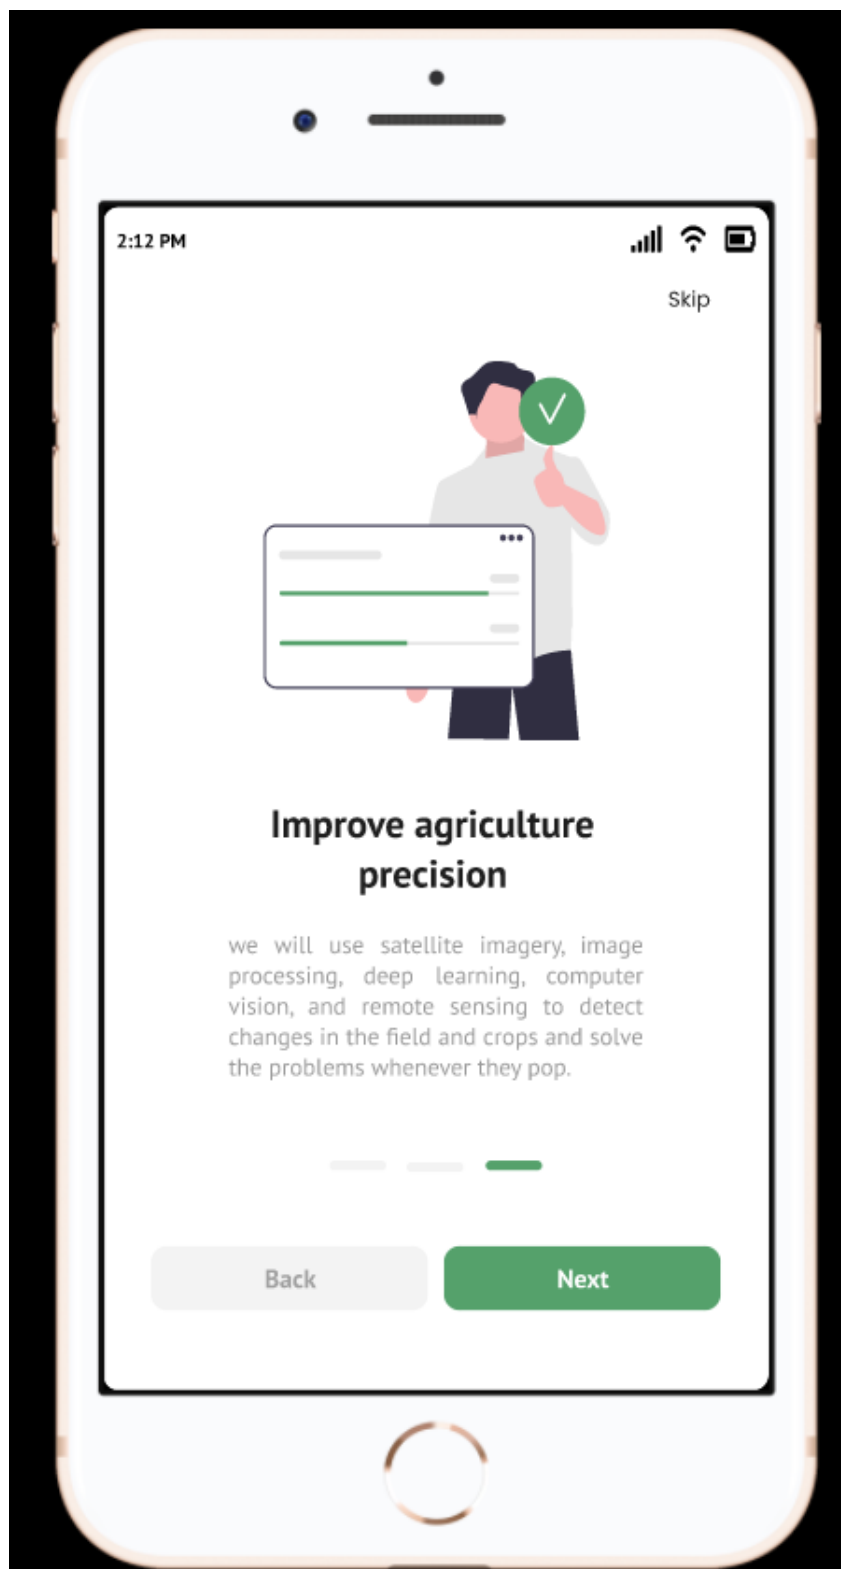 2:12 PM
Skip
Improve agriculture
precision
we will use satellite imagery, image
processing, deep learning, computer
vision, and remote sensing to detect
changes in the field and crops and solve
the problems whenever they pop.
Back
Next